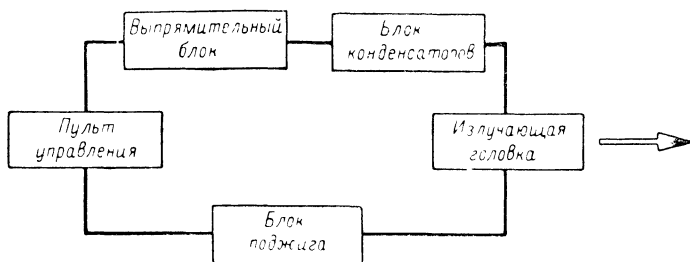 Выпрямительный
блок
Блок
конденсаторов
Пульт
управления
Излучающая
головка
Блок
поджига